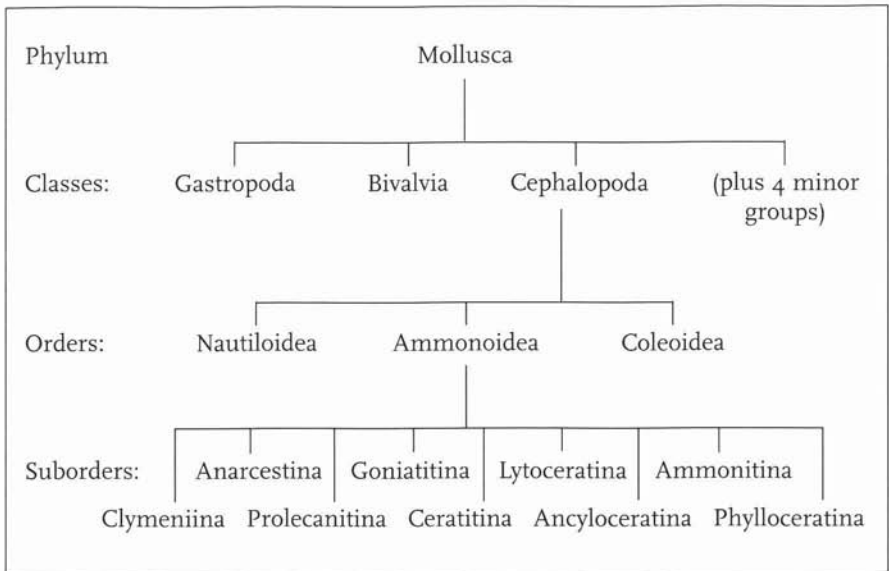 Phylum Mollusca
Classes: Gastropoda Bivalvia Cephalopoda (plus 4 minor
groups)
Orders: Nautiloidea Ammonoidea Coleoidea
Suborders: Anarcestina Goniatitina Lytoceratina Ammonitina
Clymeniina Prolecanitina Ceratitina Ancyloceratina Phylloceratina